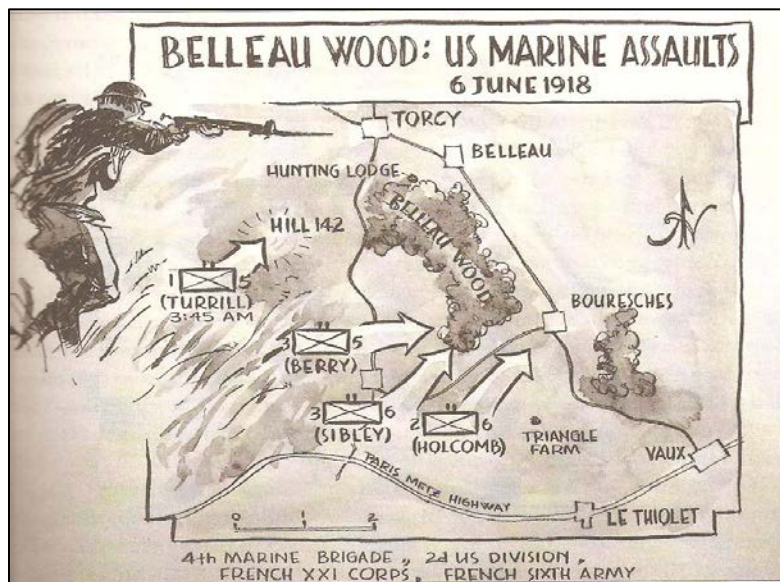 BELLEAU WOOD: US MARINE ASSAULTS
6 JUNE 1918
TORCY
BELLEAU
HUNTING LODGE
BELLEAU WOOD
HILL 142
1 5
(TURRILL)
3:45 AM
BOURESCHES
3 5
(BERRY)
3 6
(SIBLEY)
2 6
(HOLCOMB)
TRIANGLE
FARM
VAUX
PARIS METZ HIGHWAY
LE THIOLET
0 1 2
4th MARINE BRIGADE, 2d US DIVISION,
FRENCH XXI CORPS, FRENCH SIXTH ARMY